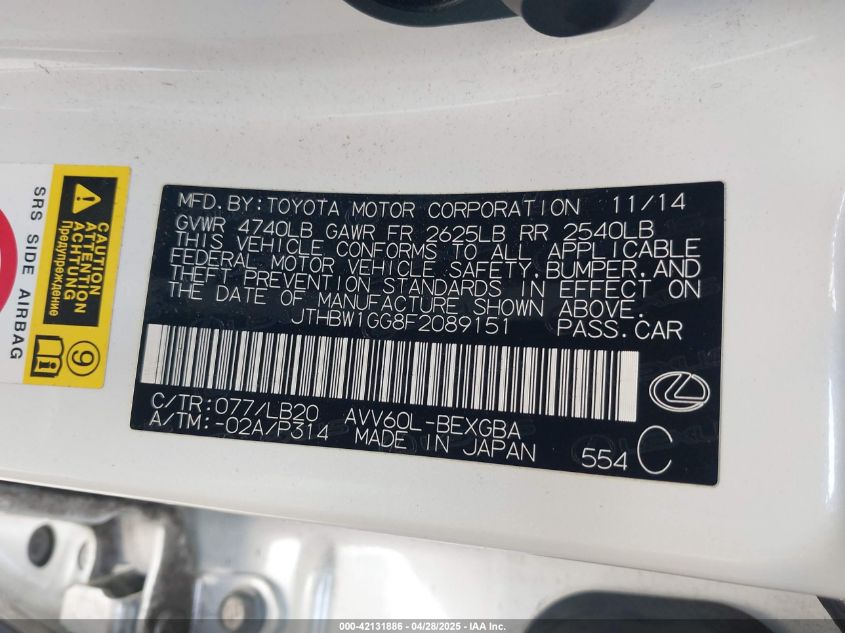 MFD. BY: TOYOTA MOTOR CORPORATION 11/14
GVWR 4740LB GAWR FR 2625LB RR 2540LB
THIS VEHICLE CONFORMS TO ALL APPLICABLE
FEDERAL MOTOR VEHICLE SAFETY, BUMPER, AND
THEFT PREVENTION STANDARDS IN EFFECT ON
THE DATE OF MANUFACTURE SHOWN ABOVE.
JTHBW1GG8F2089151 PASS. CAR
C/TR: 077/LB20 AVV60L-BEXGBA
A/TM: -02A/P314 MADE IN JAPAN 554 C
SRS SIDE AIRBAG
CAUTION
ATTENTION
ACHTUNG
Предупреждение
9
000-42131886 - 04/28/2025 - IAA Inc.